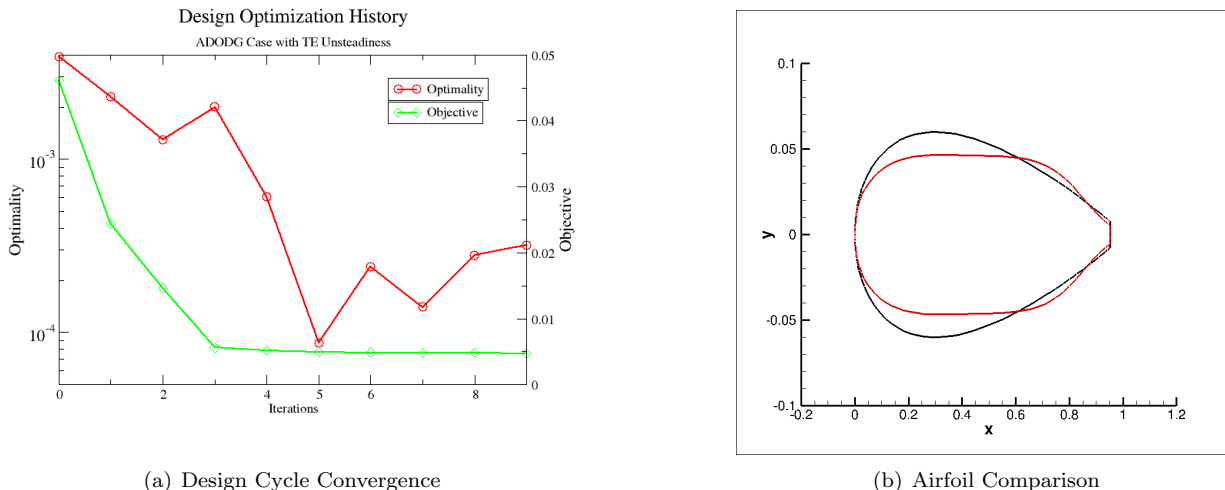 Design Optimization History
ADODG Case with TE Unsteadiness
Optimality
Objective
10^-3
10^-4
Optimality
0.05
0.04
0.03
0.02
0.01
0
Objective
0 2 4 6 8
Iterations
(a) Design Cycle Convergence
0.1
0.05
0
-0.05
-0.1
y
-0.2 0 0.2 0.4 0.6 0.8 1 1.2
x
(b) Airfoil Comparison